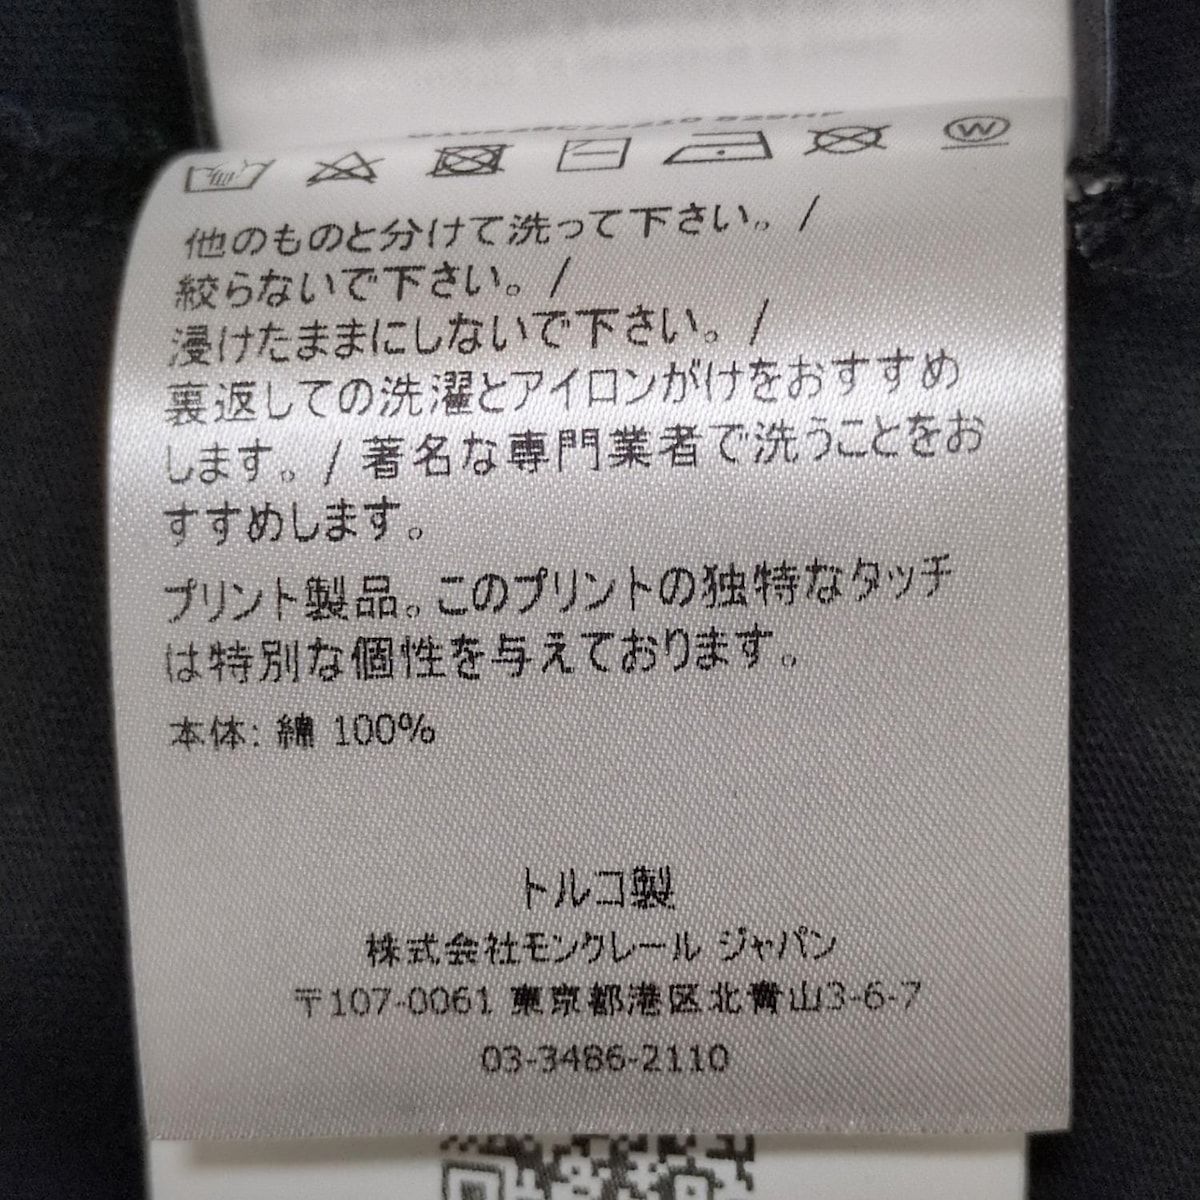 他のものと分けて洗って下さい。/
絞らないで下さい。/
浸けたままにしないで下さい。/
裏返しての洗濯とアイロンがけをおすすめ
します。/ 著名な専門業者で洗うことをお
すすめします。
プリント製品。このプリントの独特なタッチ
は特別な個性を与えております。
本体: 綿 100%
トルコ製
株式会社モンクレール ジャパン
〒107-0061 東京都港区北青山3-6-7
03-3486-2110